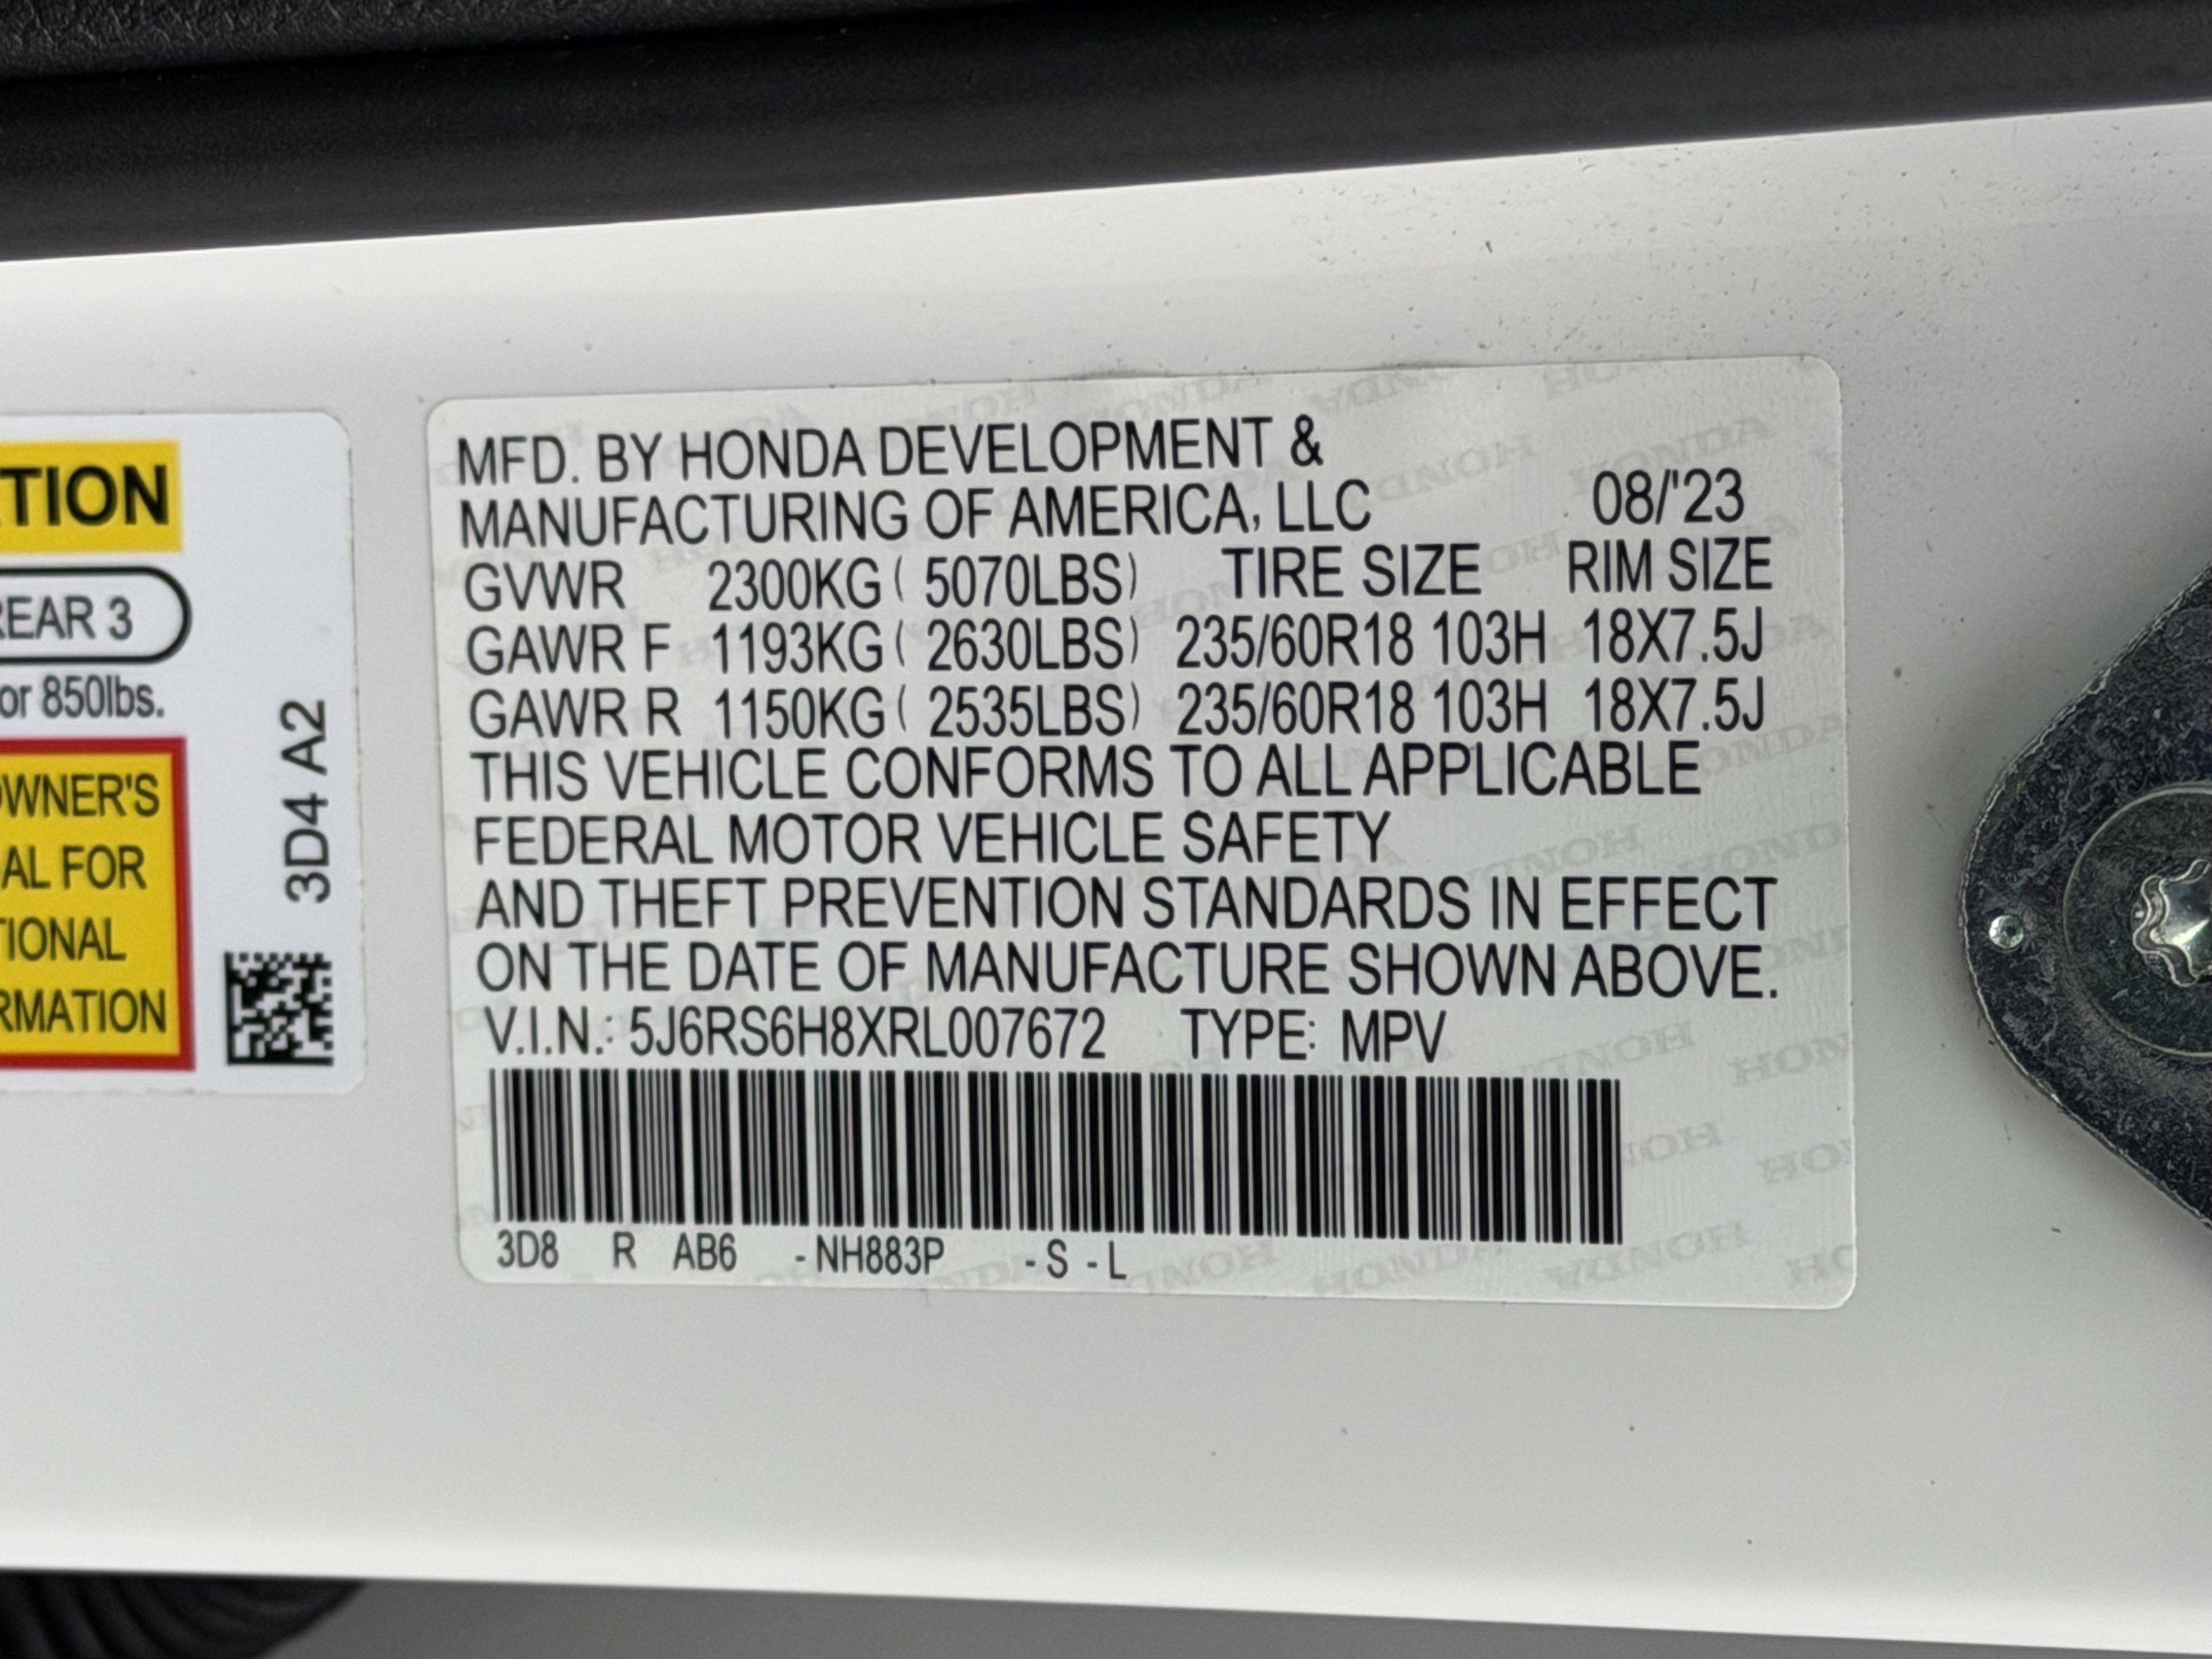 TION
REAR 3
or 850lbs.
OWNER'S
AL FOR
TIONAL
RMATION
3D4 A2
MFD. BY HONDA DEVELOPMENT &
MANUFACTURING OF AMERICA, LLC 08/'23
GVWR 2300KG ( 5070LBS) TIRE SIZE RIM SIZE
GAWR F 1193KG ( 2630LBS) 235/60R18 103H 18X7.5J
GAWR R 1150KG ( 2535LBS) 235/60R18 103H 18X7.5J
THIS VEHICLE CONFORMS TO ALL APPLICABLE
FEDERAL MOTOR VEHICLE SAFETY
AND THEFT PREVENTION STANDARDS IN EFFECT
ON THE DATE OF MANUFACTURE SHOWN ABOVE.
V.I.N.: 5J6RS6H8XRL007672 TYPE: MPV
3D8 R AB6 - NH883P - S - L